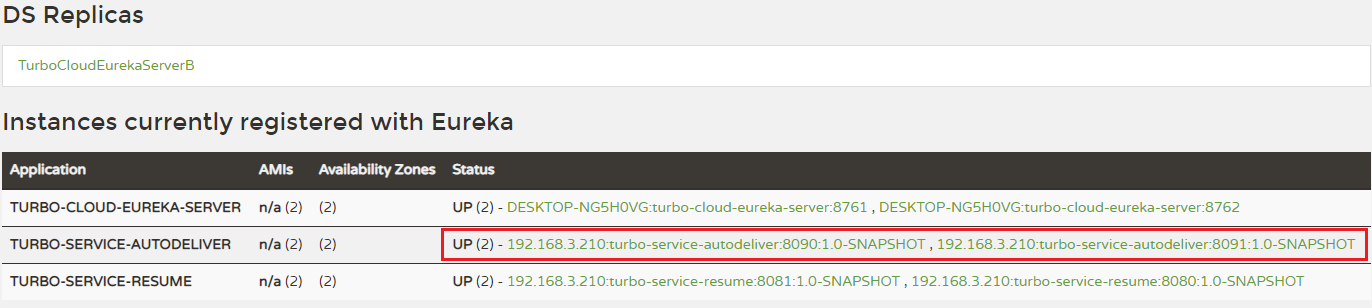 DS Replicas
TurboCloudEurekaServerB
Instances currently registered with Eureka
Application AMIs Availability Zones Status
TURBO-CLOUD-EUREKA-SERVER n/a (2) (2) UP (2) - DESKTOP-NG5H0VG:turbo-cloud-eureka-server:8761 , DESKTOP-NG5H0VG:turbo-cloud-eureka-server:8762
TURBO-SERVICE-AUTODELIVER n/a (2) (2) UP (2) - 192.168.3.210:turbo-service-autodeliver:8090:1.0-SNAPSHOT , 192.168.3.210:turbo-service-autodeliver:8091:1.0-SNAPSHOT
TURBO-SERVICE-RESUME n/a (2) (2) UP (2) - 192.168.3.210:turbo-service-resume:8081:1.0-SNAPSHOT , 192.168.3.210:turbo-service-resume:8080:1.0-SNAPSHOT